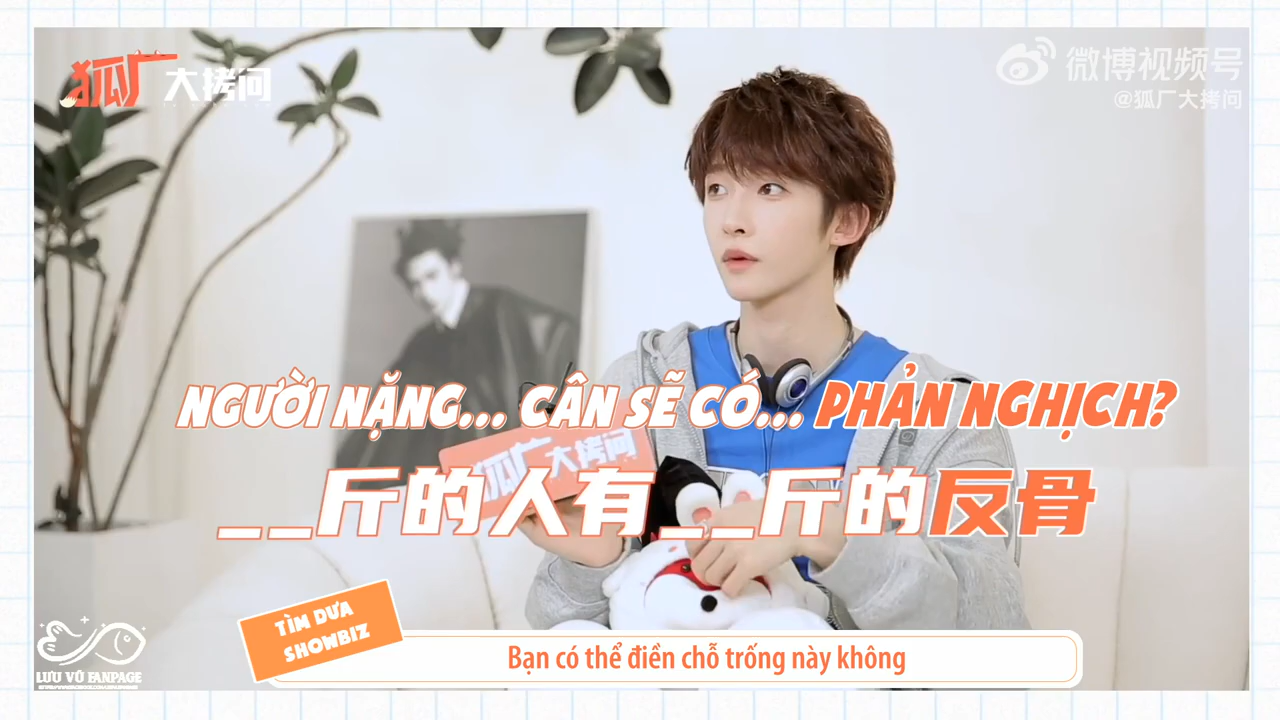 狐厂大拷问
微博视频号
@狐厂大拷问
NGƯỜI NẶNG... CÂN SẼ CÓ... PHẢN NGHỊCH?
狐厂大拷问
__斤的人有__斤的反骨
TÌM DƯA
SHOWBIZ
Bạn có thể điền chỗ trống này không
LƯU VŨ FANPAGE